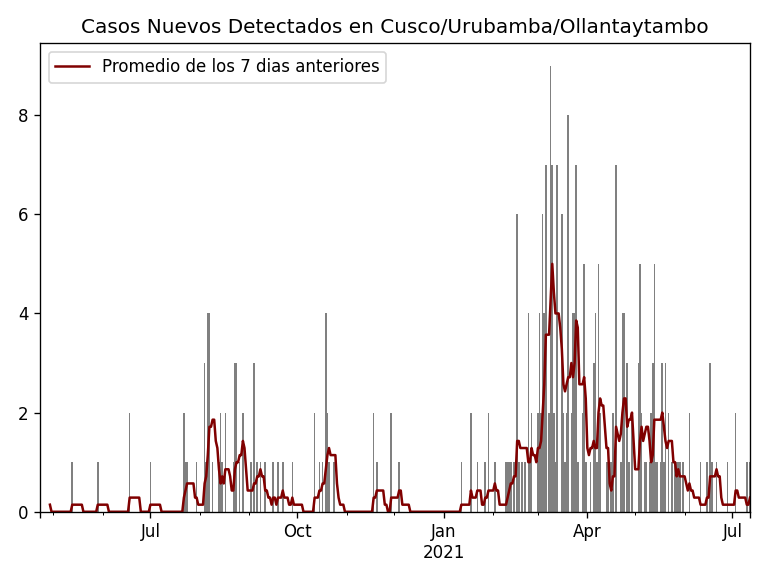 Casos Nuevos Detectados en Cusco/Urubamba/Ollantaytambo
Promedio de los 7 dias anteriores
8
6
4
2
0
Jul Oct Jan Apr Jul
2021